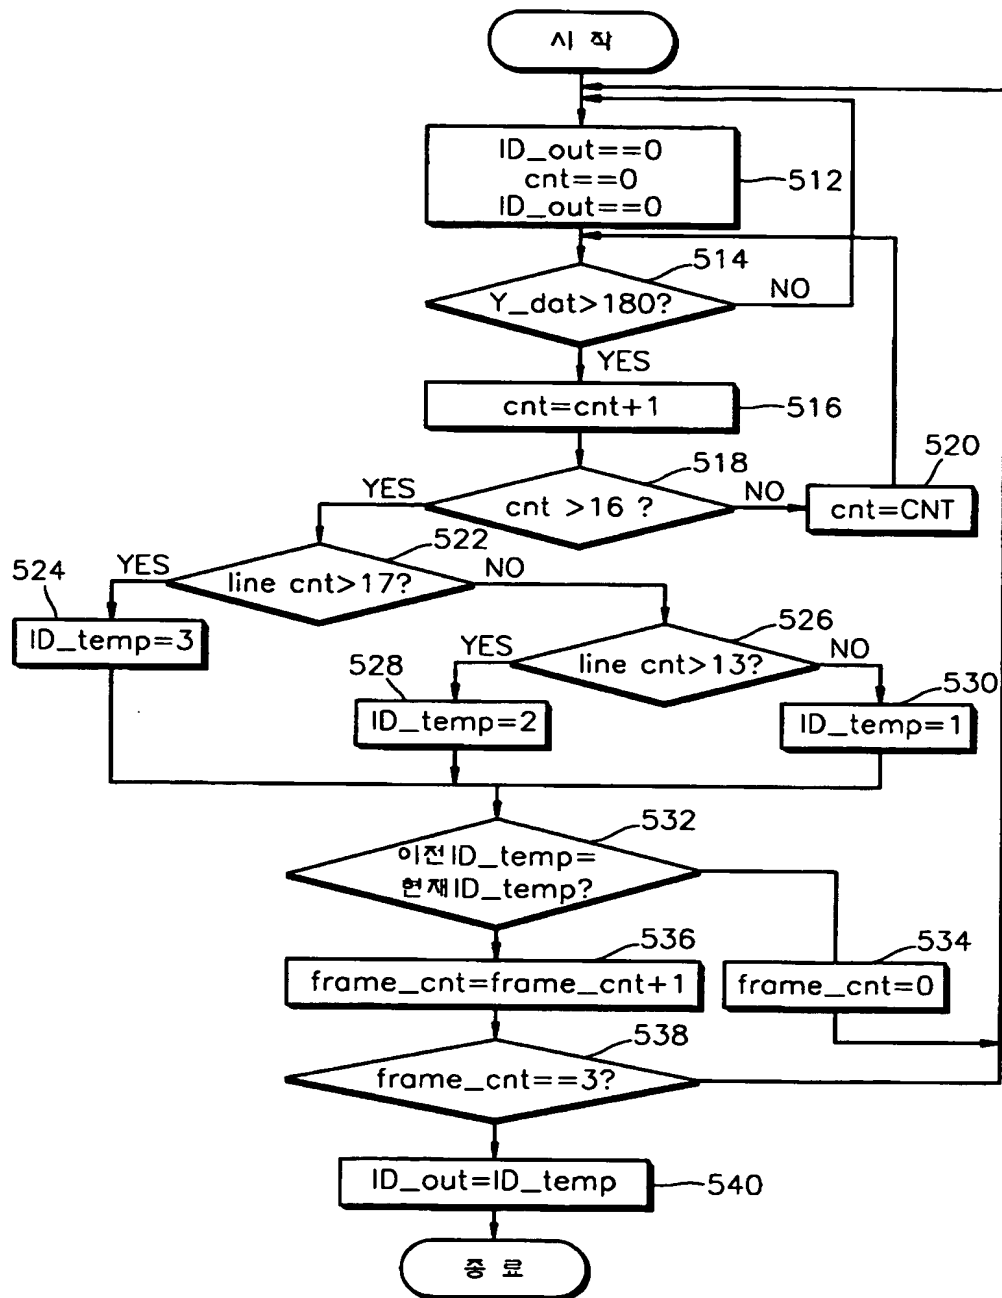 시 작
ID_out==0
cnt==0
ID_out==0
512
514
Y_dat>180?
NO
YES
cnt=cnt+1
516
518
520
YES
cnt >16 ?
NO
cnt=CNT
522
524
YES
line cnt>17?
NO
ID_temp=3
526
YES
line cnt>13?
NO
528
530
ID_temp=2
ID_temp=1
532
이전ID_temp=
현재ID_temp?
536
534
frame_cnt=frame_cnt+1
frame_cnt=0
538
frame_cnt==3?
ID_out=ID_temp
540
종 료